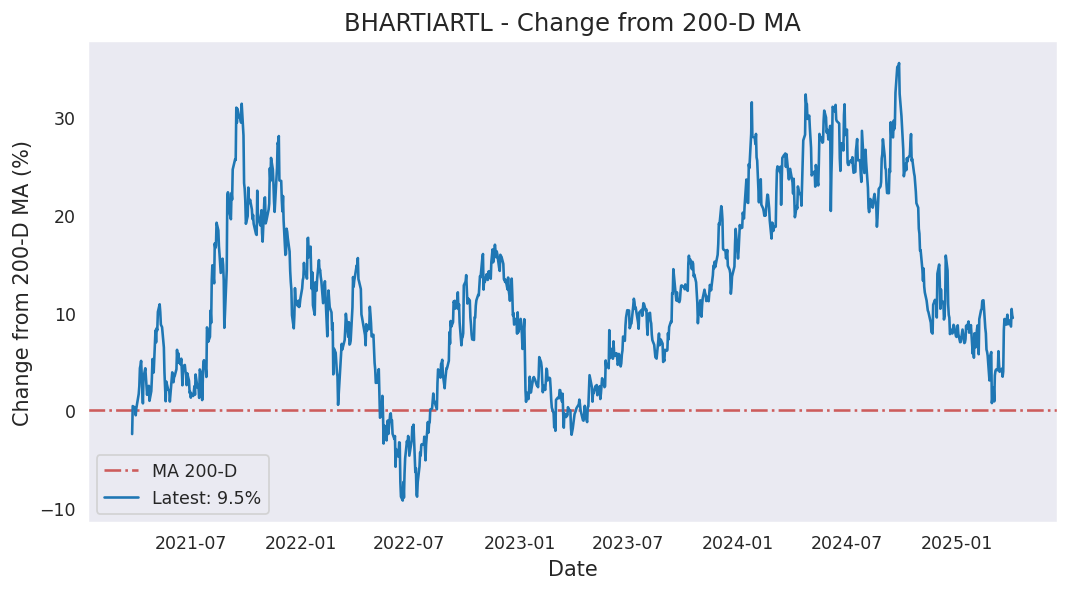 BHARTIARTL - Change from 200-D MA
Change from 200-D MA (%)
30
20
10
0
−10
MA 200-D
Latest: 9.5%
2021-07 2022-01 2022-07 2023-01 2023-07 2024-01 2024-07 2025-01
Date